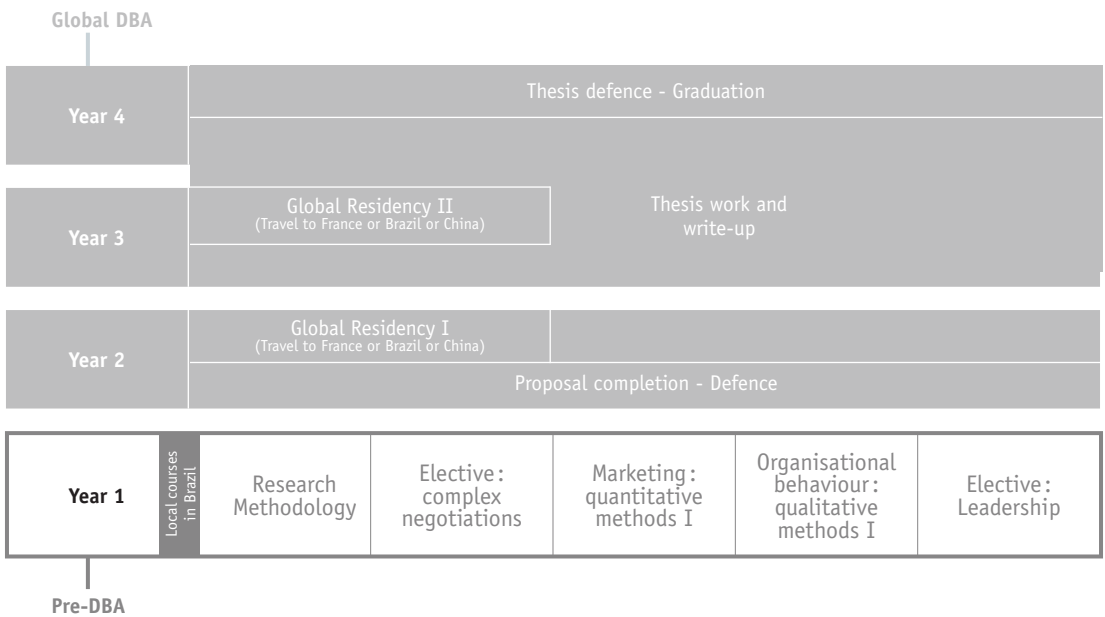 Global DBA
Year 4
Thesis defence - Graduation
Year 3
Global Residency II
(Travel to France or Brazil or China)
Thesis work and
write-up
Year 2
Global Residency I
(Travel to France or Brazil or China)
Proposal completion - Defence
Year 1
Local courses
in Brazil
Research
Methodology
Elective:
complex
negotiations
Marketing:
quantitative
methods I
Organisational
behaviour:
qualitative
methods I
Elective:
Leadership
Pre-DBA